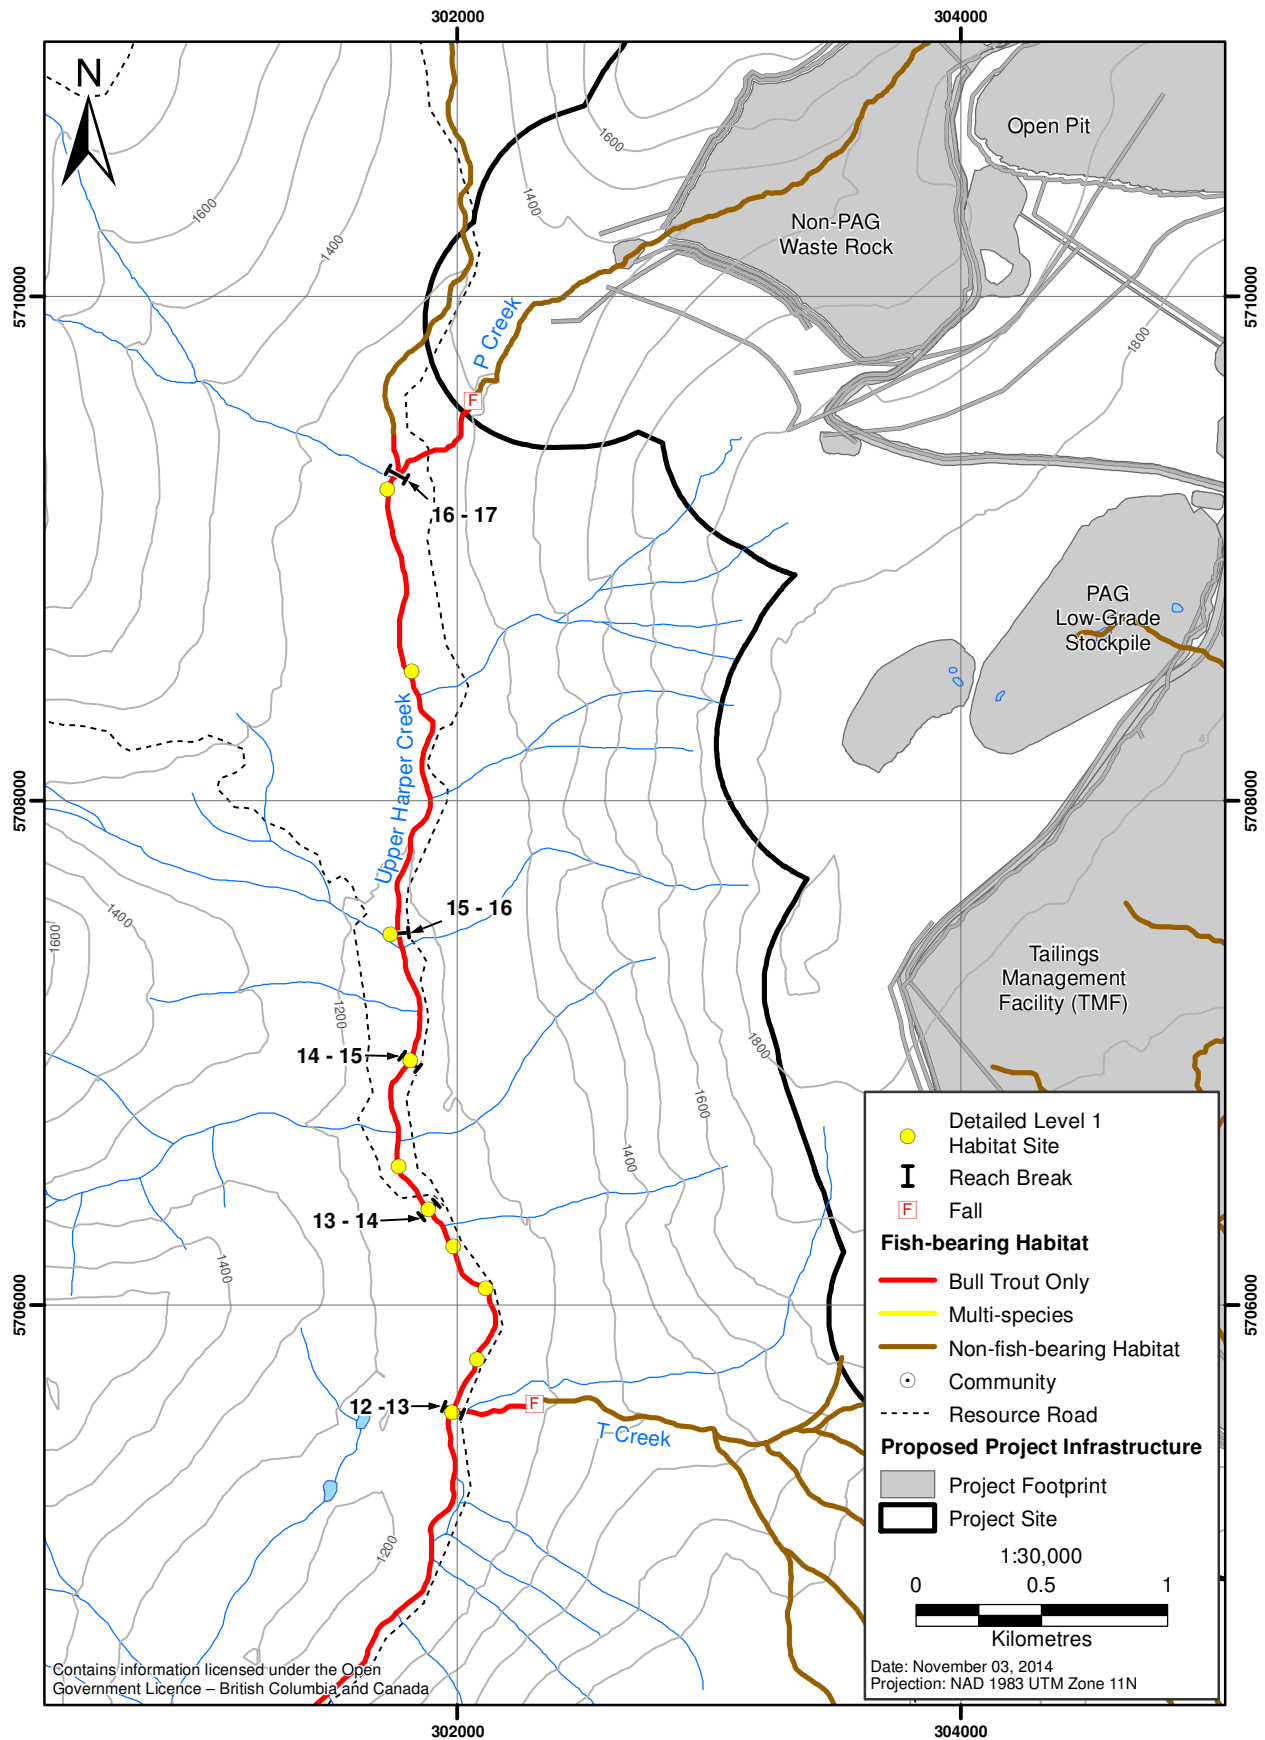 302000
304000
N
1600
Open Pit
1400
1600
Non-PAG
Waste Rock
1400
5710000
5710000
P Creek
1800
F
16 - 17
PAG
Low-Grade
Stockpile
Upper Harper Creek
5708000
5708000
15 - 16
1400
1600
Tailings
Management
Facility (TMF)
1200
14 - 15
1800
1600
1400
13 - 14
1400
5706000
5706000
12 -13
F
T Creek
1200
Detailed Level 1
Habitat Site
Reach Break
F Fall
Fish-bearing Habitat
Bull Trout Only
Multi-species
Non-fish-bearing Habitat
Community
Resource Road
Proposed Project Infrastructure
Project Footprint
Project Site
1:30,000
0 0.5 1
Kilometres
Date: November 03, 2014
Projection: NAD 1983 UTM Zone 11N
Contains information licensed under the Open
Government Licence – British Columbia and Canada
302000
304000